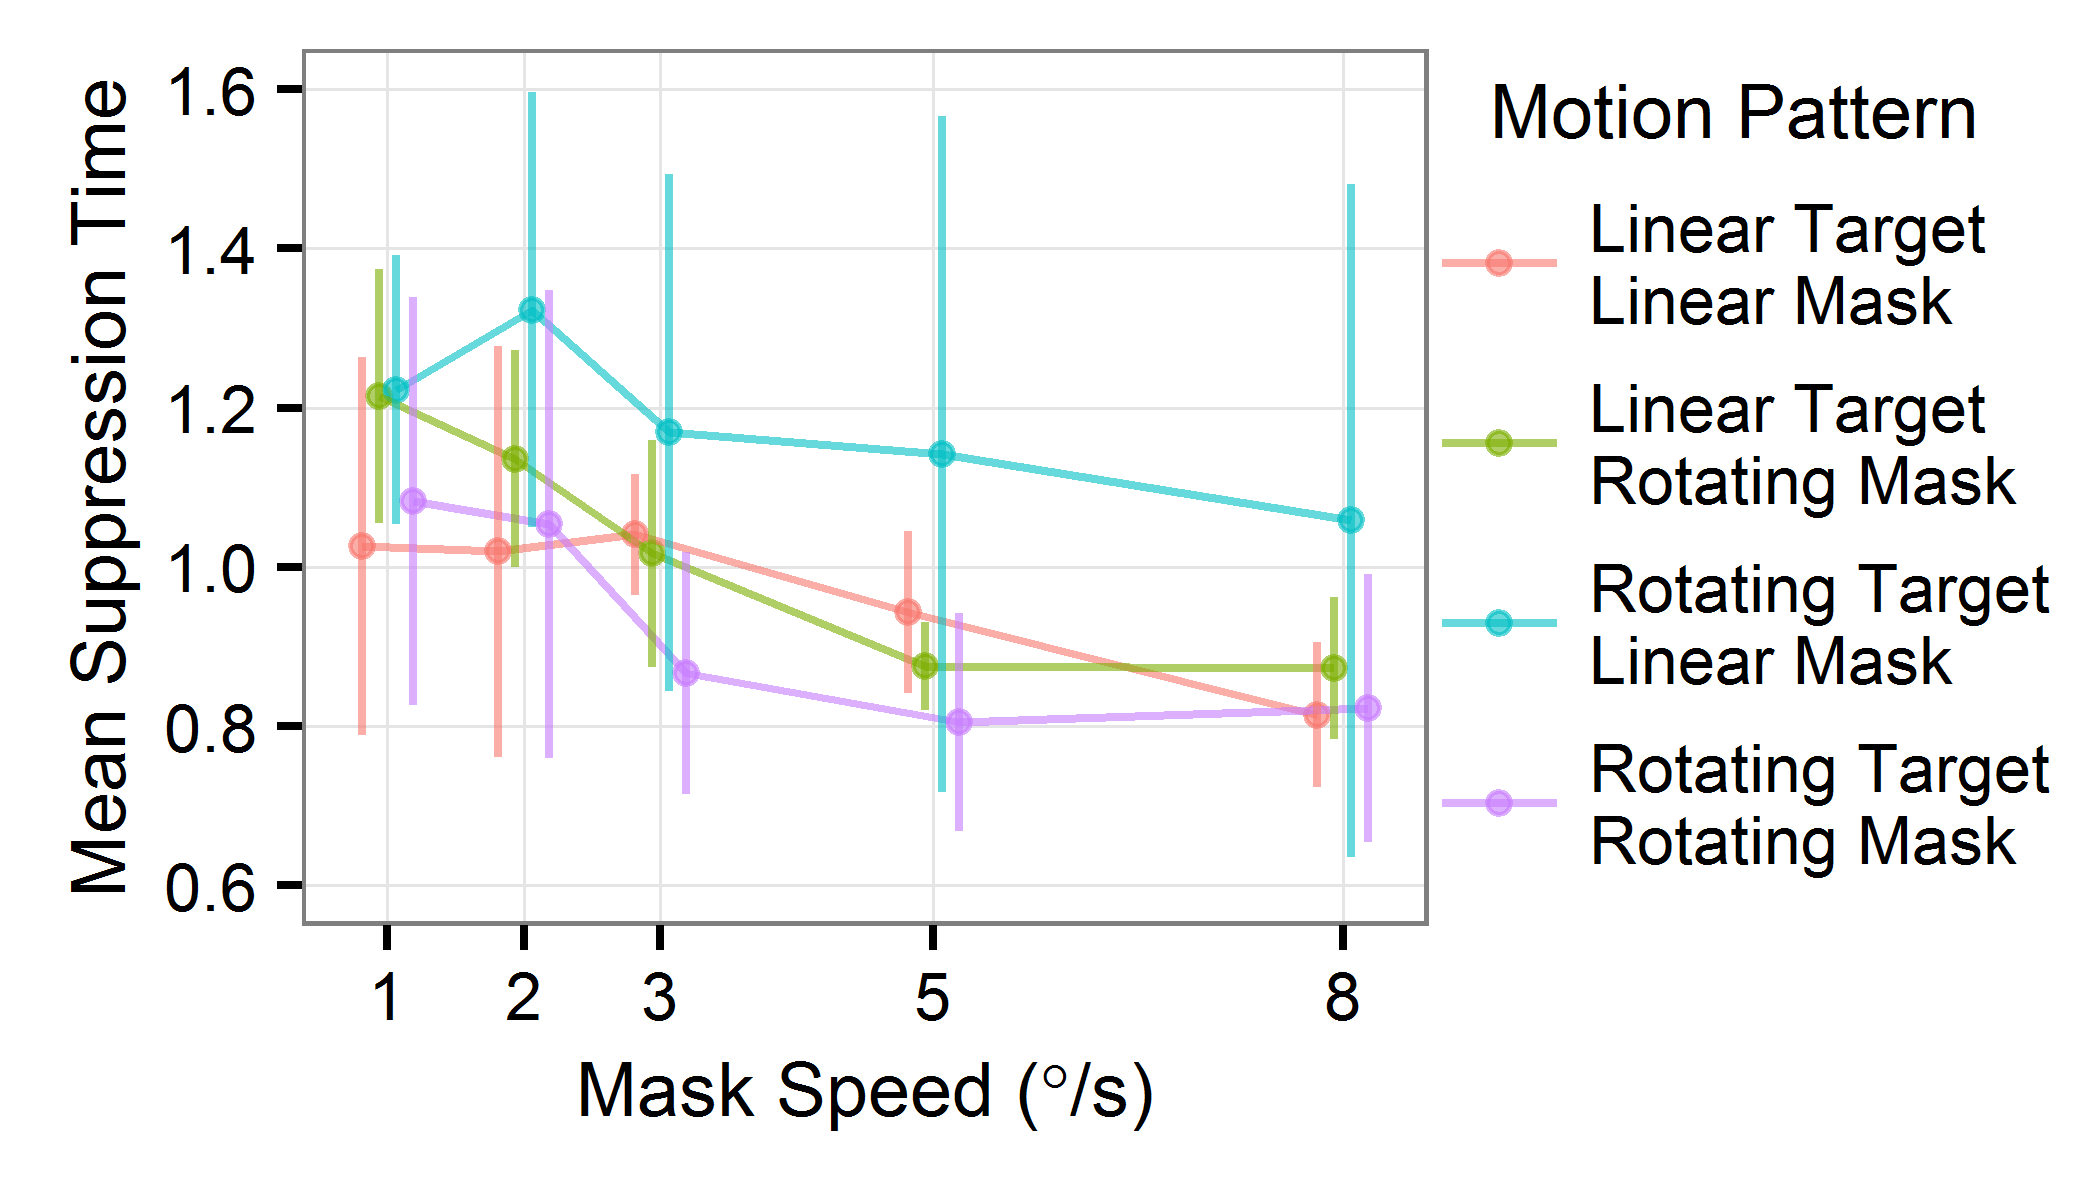 Mean Suppression Time
1.6
1.4
1.2
1.0
0.8
0.6
1 2 3 5 8
Mask Speed (°/s)
Motion Pattern
Linear Target
Linear Mask
Linear Target
Rotating Mask
Rotating Target
Linear Mask
Rotating Target
Rotating Mask